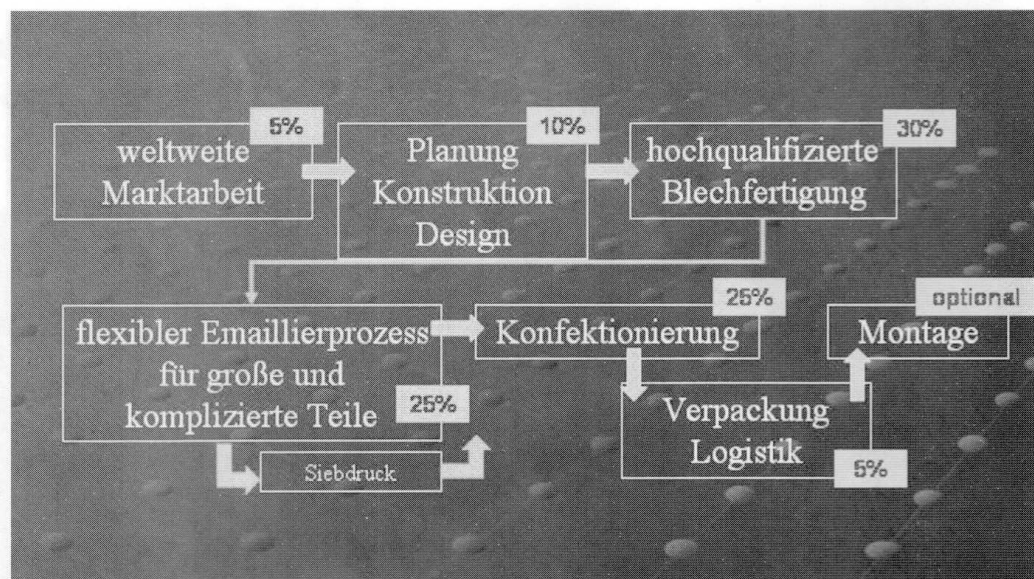 5%
weltweite
Marktarbeit
10%
Planung
Konstruktion
Design
30%
hochqualifizierte
Blechfertigung
flexibler Emaillierprozess
für große und
komplizierte Teile
25%
Siebdruck
25%
Konfektionierung
Verpackung
Logistik
5%
optional
Montage